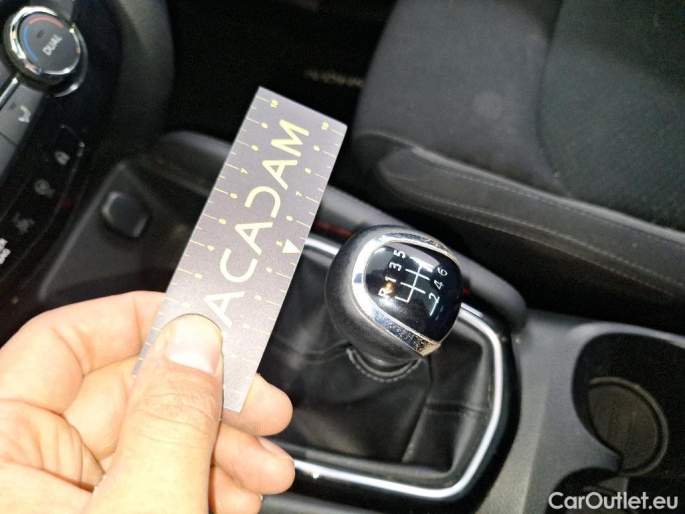 DUAL
ACADAM
R 1 3 5
2 4 6
CarOutlet.eu